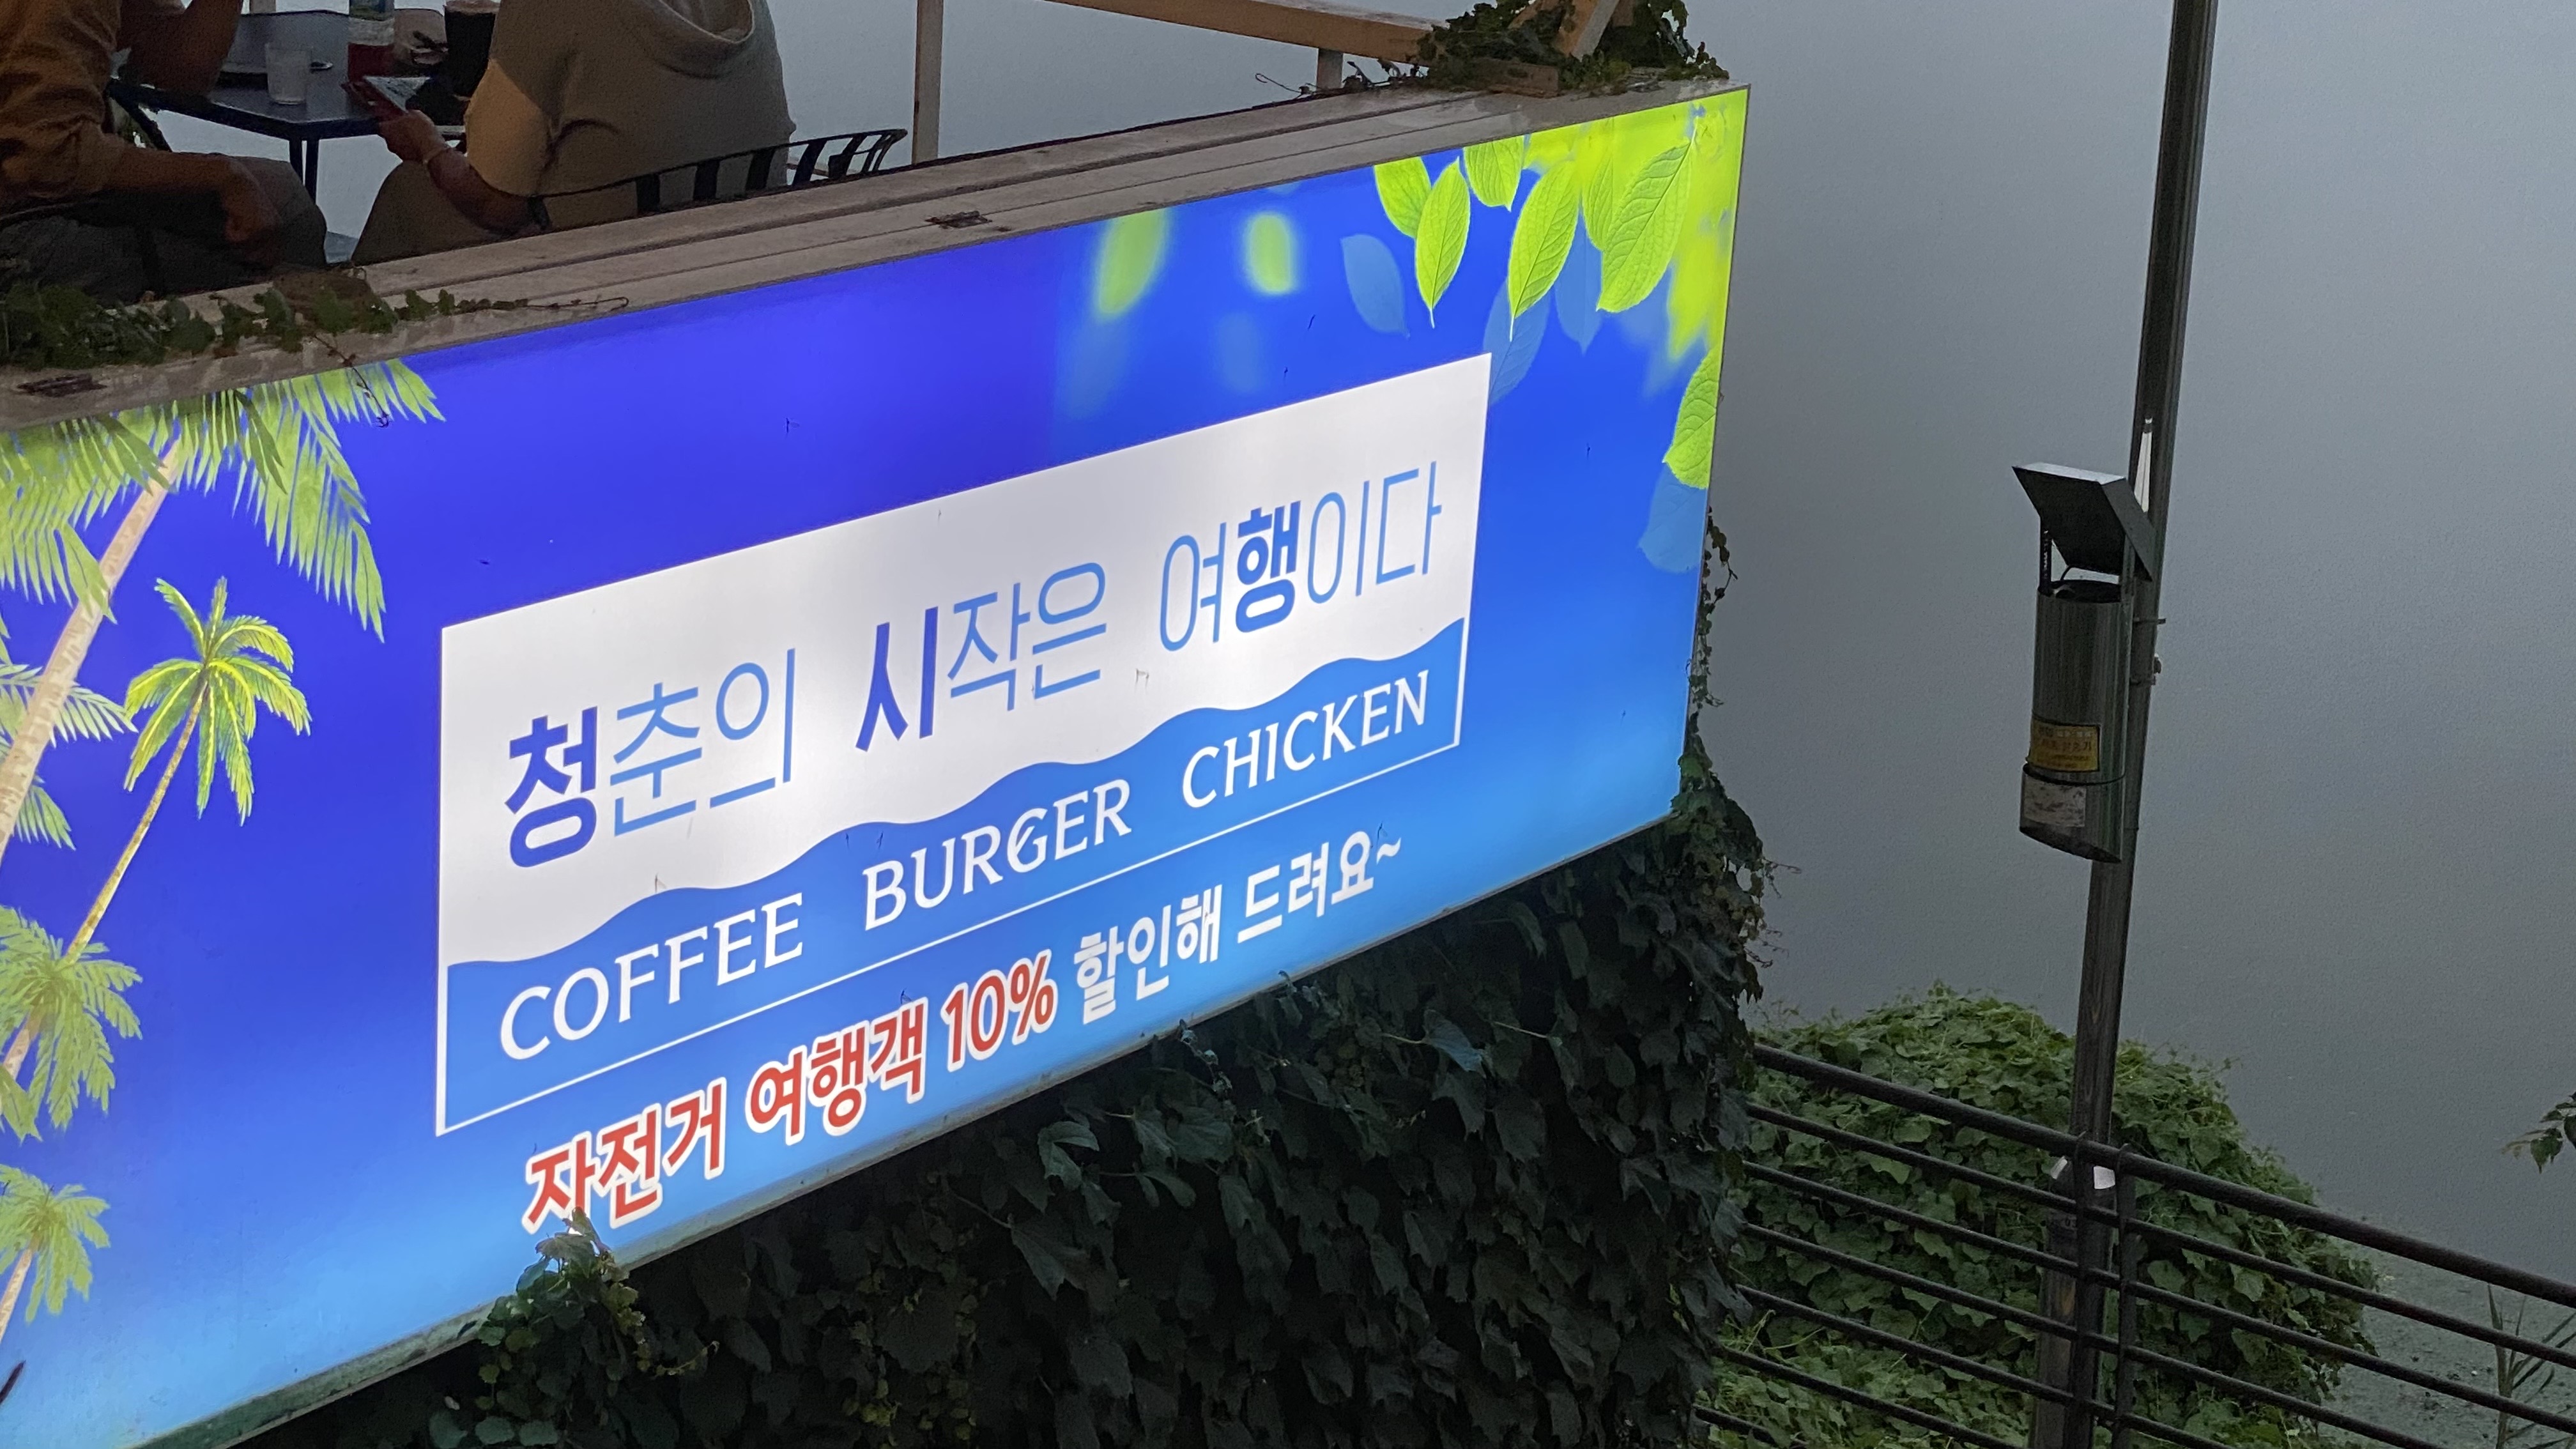 청춘의 시작은 여행이다
COFFEE BURGER CHICKEN
자전거 여행객 10% 할인해 드려요~